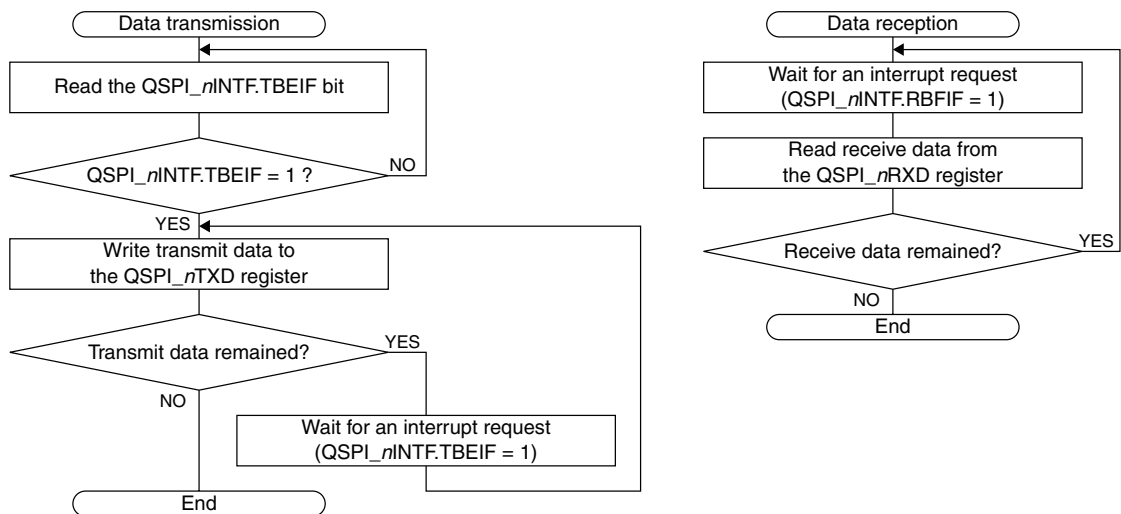 Data transmission
Read the QSPI_nINTF.TBEIF bit
QSPI_nINTF.TBEIF = 1 ?
NO
YES
Write transmit data to
the QSPI_nTXD register
Transmit data remained?
YES
NO
Wait for an interrupt request
(QSPI_nINTF.TBEIF = 1)
End
Data reception
Wait for an interrupt request
(QSPI_nINTF.RBFIF = 1)
Read receive data from
the QSPI_nRXD register
Receive data remained?
YES
NO
End